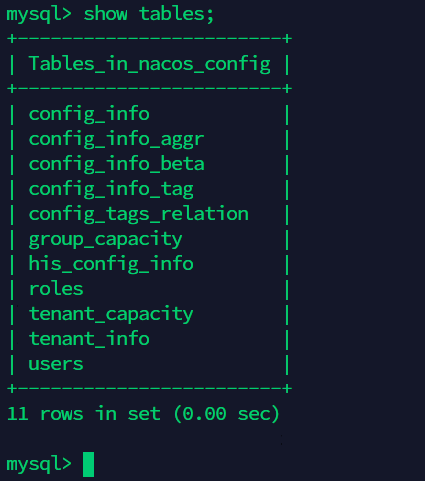 mysql> show tables;
+------------------------+
| Tables_in_nacos_config |
+------------------------+
| config_info            |
| config_info_aggr       |
| config_info_beta       |
| config_info_tag        |
| config_tags_relation   |
| group_capacity         |
| his_config_info        |
| roles                  |
| tenant_capacity        |
| tenant_info            |
| users                  |
+------------------------+
11 rows in set (0.00 sec)
mysql>